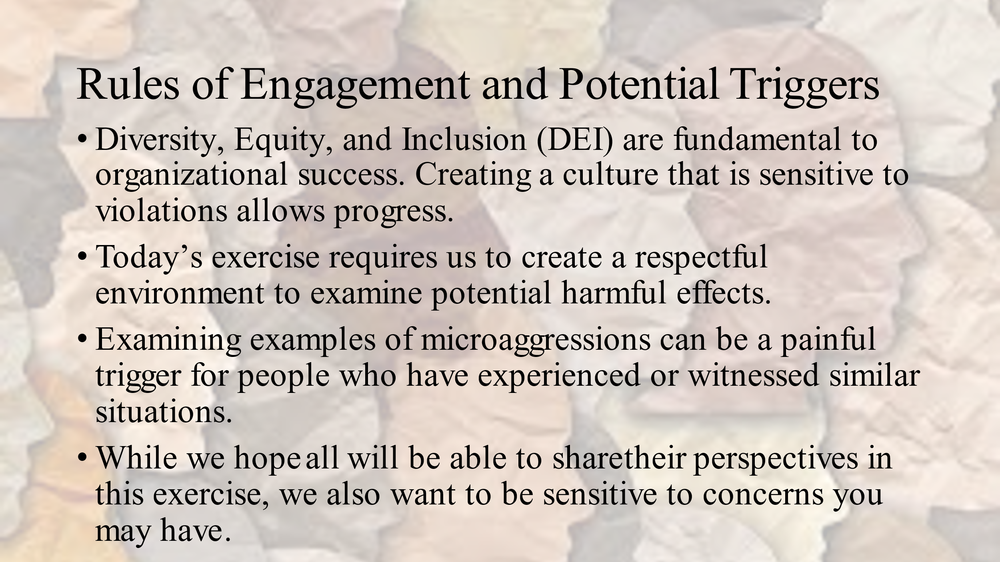 Rules of Engagement and Potential Triggers
• Diversity, Equity, and Inclusion (DEI) are fundamental to
organizational success. Creating a culture that is sensitive to
violations allows progress.
• Today’s exercise requires us to create a respectful
environment to examine potential harmful effects.
• Examining examples of microaggressions can be a painful
trigger for people who have experienced or witnessed similar
situations.
• While we hope all will be able to sharetheir perspectives in
this exercise, we also want to be sensitive to concerns you
may have.